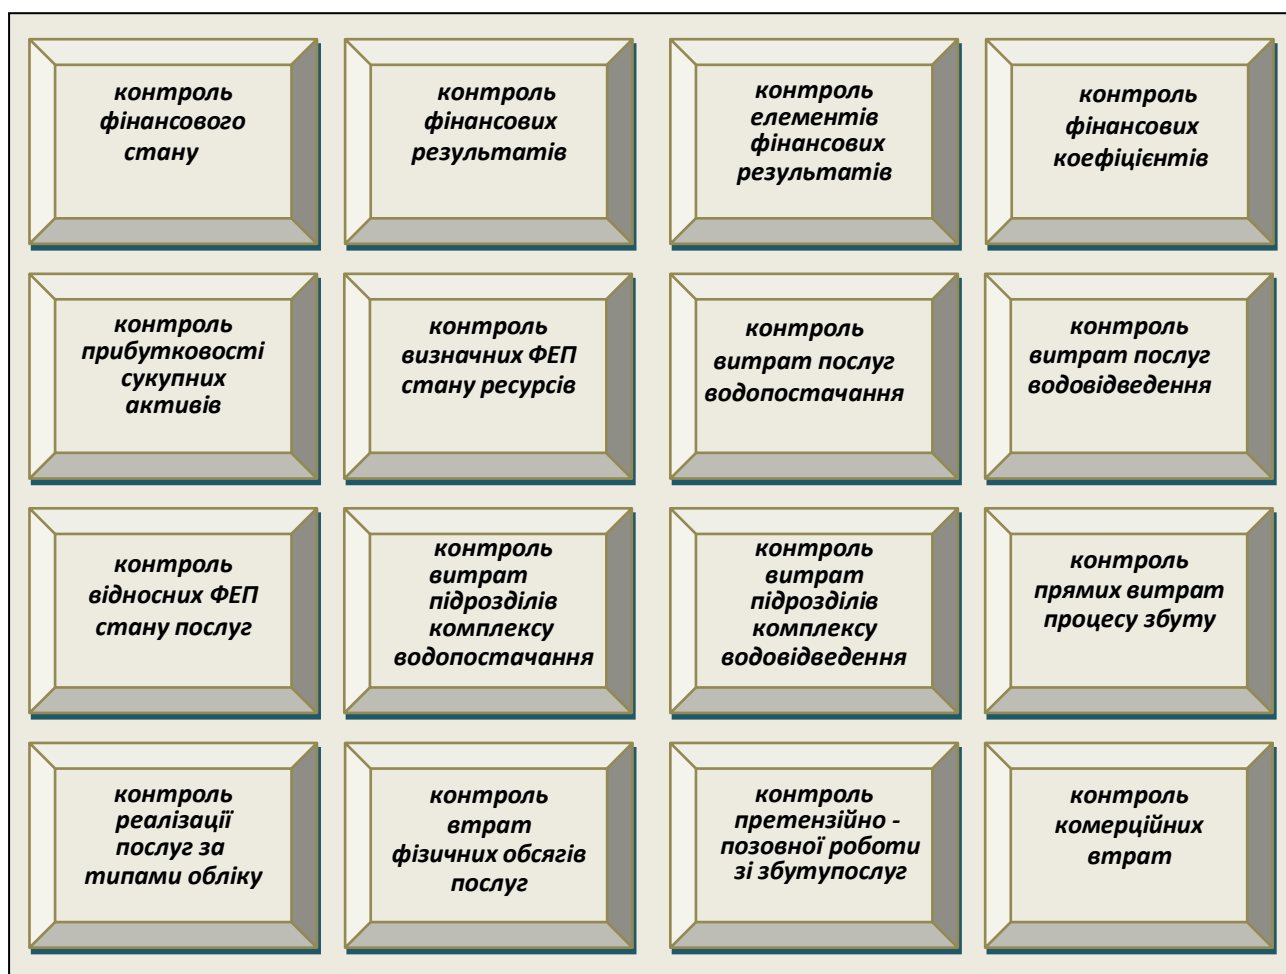 контроль
фінансового
стану
контроль
фінансових
результатів
контроль
елементів
фінансових
результатів
контроль
фінансових
коефіцієнтів
контроль
прибутковості
сукупних
активів
контроль
визначних ФЕП
стану ресурсів
контроль
витрат послуг
водопостачання
контроль
витрат послуг
водовідведення
контроль
відносних ФЕП
стану послуг
контроль
витрат
підрозділів
комплексу
водопостачання
контроль
витрат
підрозділів
комплексу
водовідведення
контроль
прямих витрат
процесу збуту
контроль
реалізації
послуг за
типами обліку
контроль
втрат
фізичних обсягів
послуг
контроль
претензійно -
позовної роботи
зі збутупослуг
контроль
комерційних
втрат